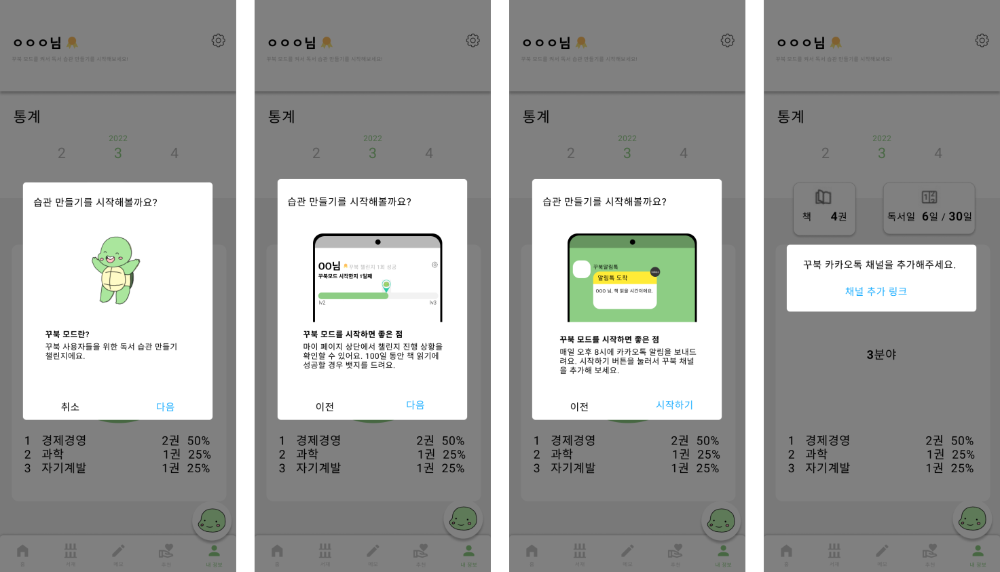 ㅇㅇㅇ님
꾸북 모드를 켜서 독서 습관 만들기를 시작해보세요!
통계
2022
2 3 4
습관 만들기를 시작해볼까요?
꾸북 모드란?
꾸북 사용자들을 위한 독서 습관 만들기
챌린지에요.
취소 다음
1 경제경영 2권 50%
2 과학 1권 25%
3 자기계발 1권 25%
홈 서재 메모 추천 내 정보
ㅇㅇㅇ님
꾸북 모드를 켜서 독서 습관 만들기를 시작해보세요!
통계
2022
2 3 4
습관 만들기를 시작해볼까요?
OO님 꾸북 챌린지 1회 성공
꾸북모드 시작한지 1일째
lv2 lv3
꾸북 모드를 시작하면 좋은 점
마이 페이지 상단에서 챌린지 진행 상황을
확인할 수 있어요. 100일 동안 책 읽기에
성공할 경우 뱃지를 드려요.
이전 다음
1 경제경영 2권 50%
2 과학 1권 25%
3 자기계발 1권 25%
홈 서재 메모 추천 내 정보
ㅇㅇㅇ님
꾸북 모드를 켜서 독서 습관 만들기를 시작해보세요!
통계
2022
2 3 4
습관 만들기를 시작해볼까요?
꾸북알림톡
알림톡 도착
OOO 님, 책 읽을 시간이에요.
꾸북 모드를 시작하면 좋은 점
매일 오후 8시에 카카오톡 알림을 보내드
려요. 시작하기 버튼을 눌러서 꾸북 채널
을 추가해 보세요.
이전 시작하기
1 경제경영 2권 50%
2 과학 1권 25%
3 자기계발 1권 25%
홈 서재 메모 추천 내 정보
ㅇㅇㅇ님
꾸북 모드를 켜서 독서 습관 만들기를 시작해보세요!
통계
2022
2 3 4
12
책 4권 독서일 6일 / 30일
꾸북 카카오톡 채널을 추가해주세요.
채널 추가 링크
3분야
1 경제경영 2권 50%
2 과학 1권 25%
3 자기계발 1권 25%
홈 서재 메모 추천 내 정보